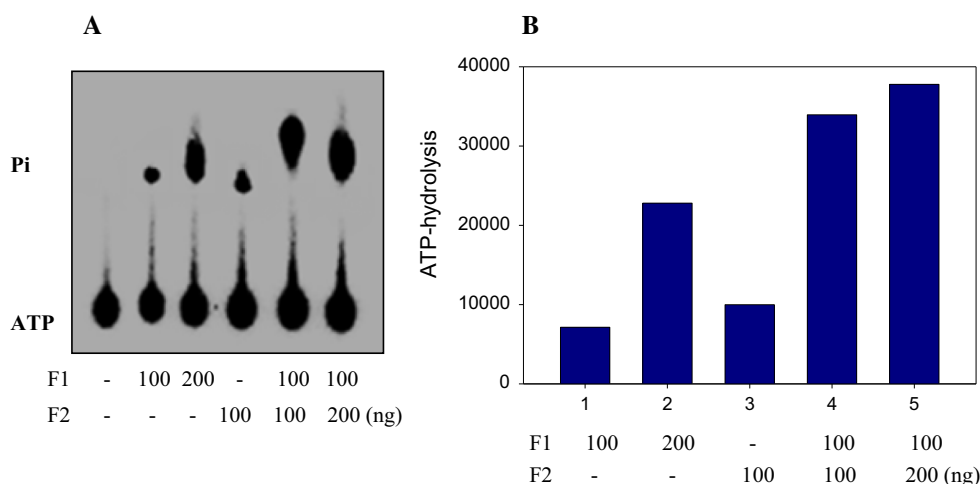 A
Pi
ATP
F1 - 100 200 - 100 100
F2 - - - 100 100 200 (ng)
B
ATP-hydrolysis
40000
30000
20000
10000
0
1 2 3 4 5
F1 100 200 - 100 100
F2 - - 100 100 200 (ng)